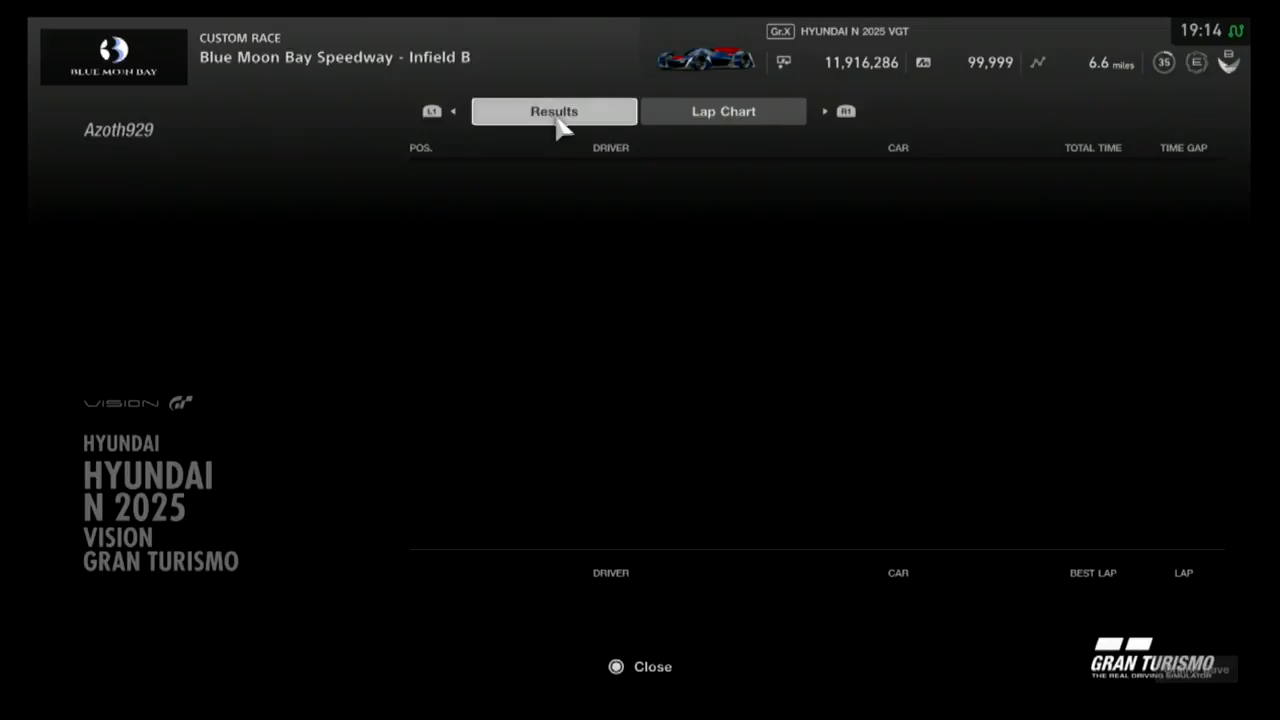 BLUE MOON BAY
CUSTOM RACE
Blue Moon Bay Speedway - Infield B
Gr.X HYUNDAI N 2025 VGT
19:14
11,916,286
99,999
6.6 miles
35
E
B
Azoth929
L1
Results
Lap Chart
R1
POS.
DRIVER
CAR
TOTAL TIME
TIME GAP
VISION GT
HYUNDAI
HYUNDAI
N 2025
VISION
GRAN TURISMO
DRIVER
CAR
BEST LAP
LAP
Close
GRAN TURISMO
THE REAL DRIVING SIMULATOR